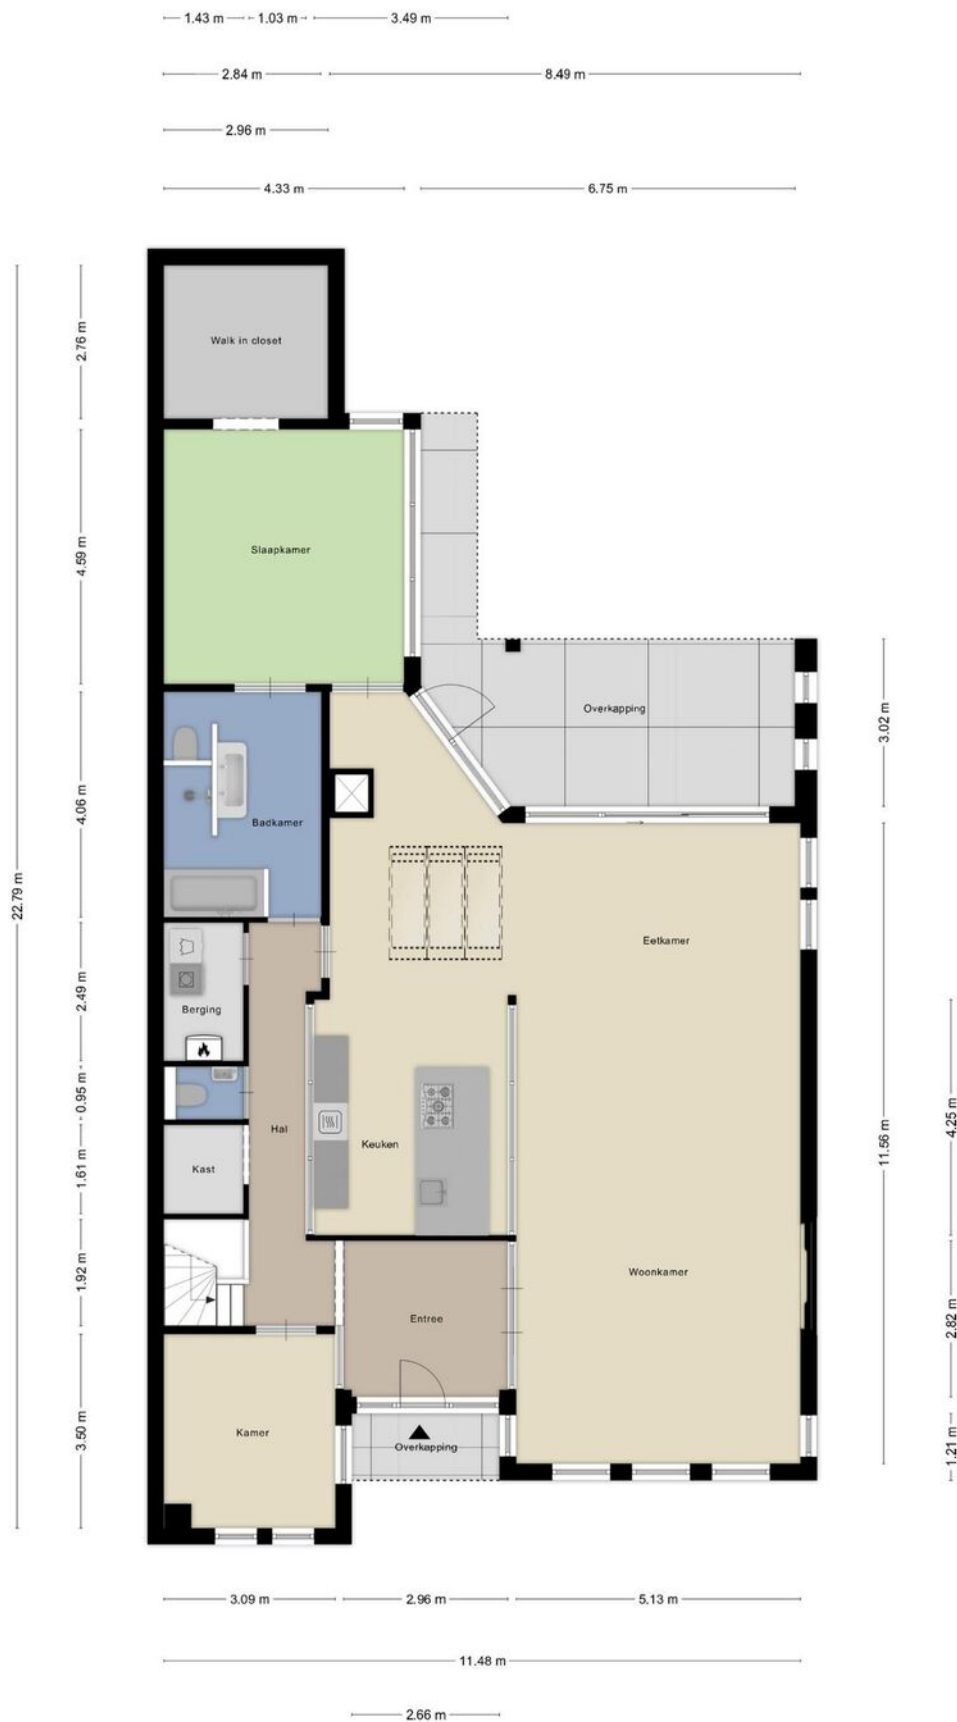 1.43 m 1.03 m 3.49 m
2.84 m 8.49 m
2.96 m
4.33 m 6.75 m
22.79 m
2.76 m
4.59 m
4.06 m
2.49 m
0.95 m
1.61 m
1.92 m
3.50 m
Walk in closet
Slaapkamer
Overkapping
Badkamer
Eetkamer
Berging
Hal
Keuken
Kast
Woonkamer
Entree
Kamer
Overkapping
3.02 m
11.56 m
4.25 m
2.82 m
1.21 m
3.09 m 2.96 m 5.13 m
11.48 m
2.66 m